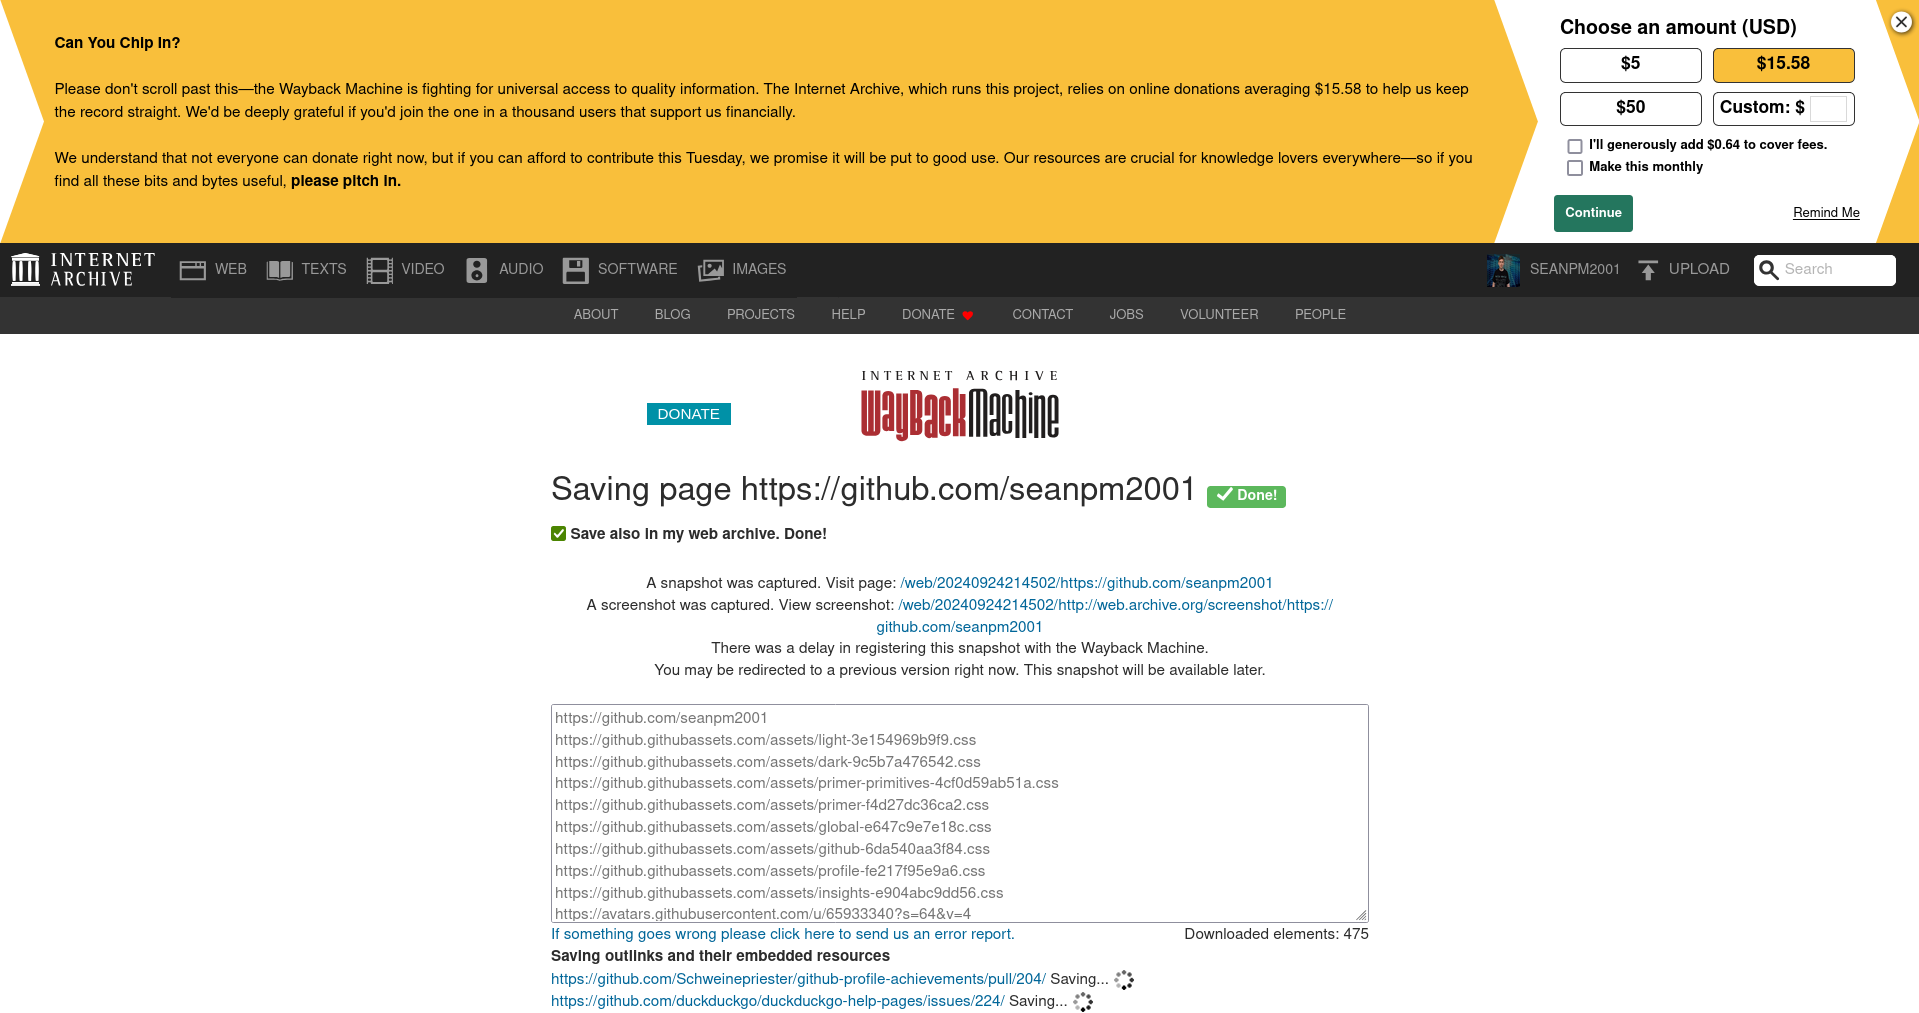 Can You Chip In?
Please don't scroll past this—the Wayback Machine is fighting for universal access to quality information. The Internet Archive, which runs this project, relies on online donations averaging $15.58 to help us keep
the record straight. We'd be deeply grateful if you'd join the one in a thousand users that support us financially.
We understand that not everyone can donate right now, but if you can afford to contribute this Tuesday, we promise it will be put to good use. Our resources are crucial for knowledge lovers everywhere—so if you
find all these bits and bytes useful, please pitch in.
Choose an amount (USD)
$5 $15.58
$50 Custom: $
I'll generously add $0.64 to cover fees.
Make this monthly
Continue Remind Me
INTERNET
ARCHIVE
WEB TEXTS VIDEO AUDIO SOFTWARE IMAGES SEANPM2001 UPLOAD Search
ABOUT BLOG PROJECTS HELP DONATE CONTACT JOBS VOLUNTEER PEOPLE
INTERNET ARCHIVE
WayBackMachine
DONATE
Saving page https://github.com/seanpm2001 Done!
Save also in my web archive. Done!
A snapshot was captured. Visit page: /web/20240924214502/https://github.com/seanpm2001
A screenshot was captured. View screenshot: /web/20240924214502/http://web.archive.org/screenshot/https://
github.com/seanpm2001
There was a delay in registering this snapshot with the Wayback Machine.
You may be redirected to a previous version right now. This snapshot will be available later.
https://github.com/seanpm2001
https://github.githubassets.com/assets/light-3e154969b9f9.css
https://github.githubassets.com/assets/dark-9c5b7a476542.css
https://github.githubassets.com/assets/primer-primitives-4cf0d59ab51a.css
https://github.githubassets.com/assets/primer-f4d27dc36ca2.css
https://github.githubassets.com/assets/global-e647c9e7e18c.css
https://github.githubassets.com/assets/github-6da540aa3f84.css
https://github.githubassets.com/assets/profile-fe217f95e9a6.css
https://github.githubassets.com/assets/insights-e904abc9dd56.css
https://avatars.githubusercontent.com/u/65933340?s=64&v=4
If something goes wrong please click here to send us an error report. Downloaded elements: 475
Saving outlinks and their embedded resources
https://github.com/Schweinepriester/github-profile-achievements/pull/204/ Saving...
https://github.com/duckduckgo/duckduckgo-help-pages/issues/224/ Saving...